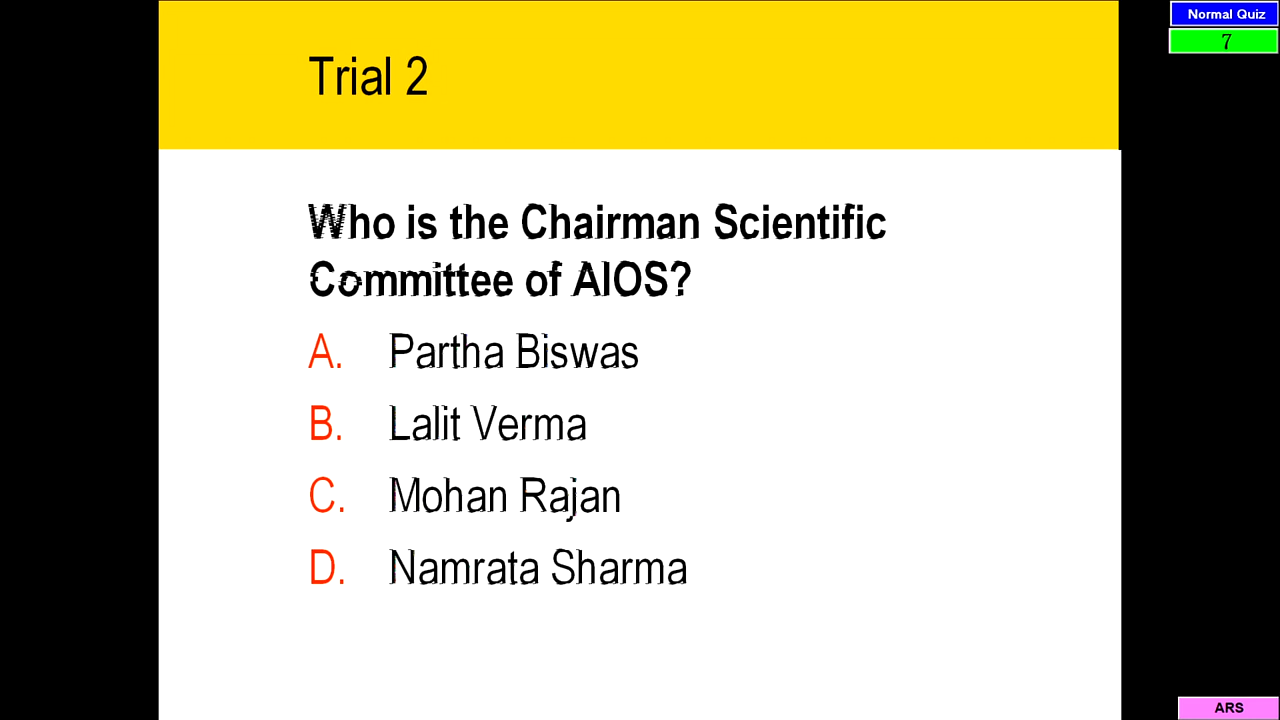 Normal Quiz
7
Trial 2
Who is the Chairman Scientific
Committee of AIOS?
A. Partha Biswas
B. Lalit Verma
C. Mohan Rajan
D. Namrata Sharma
ARS